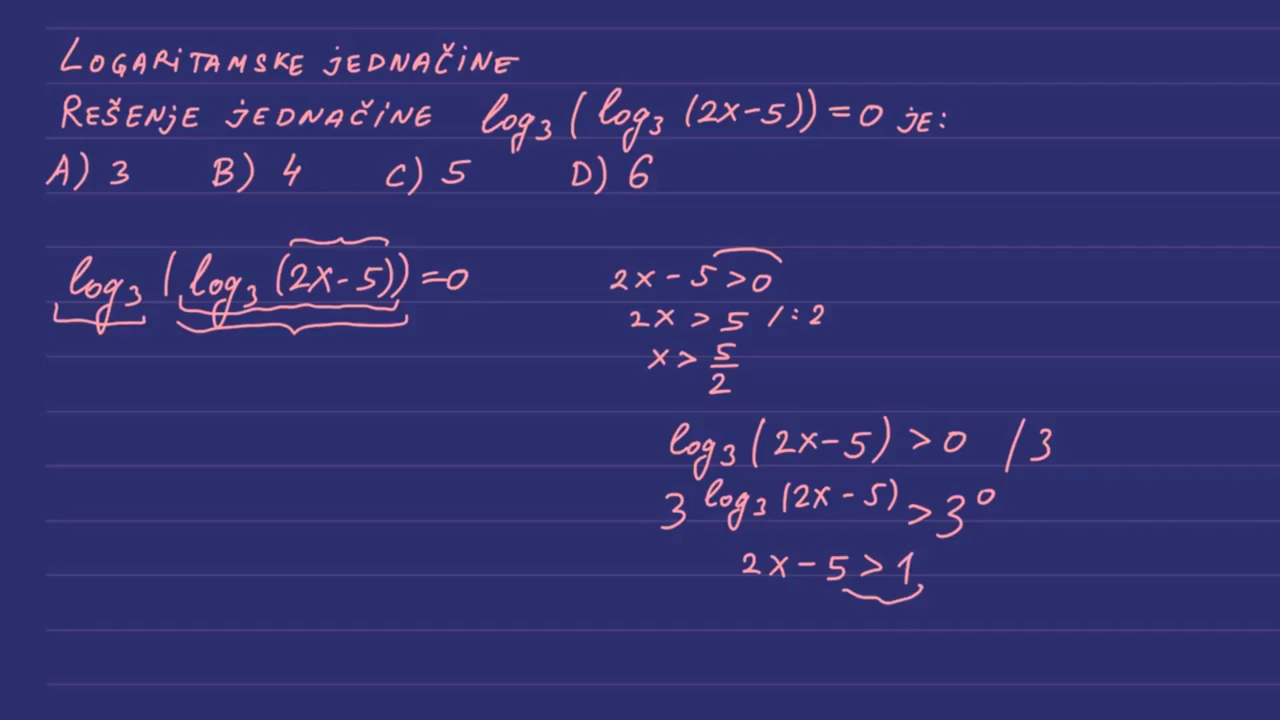 LOGARITAMSKE JEDNAČINE
REŠENJE JEDNAČINE log₃(log₃(2x-5))=0 JE:
A) 3 B) 4 C) 5 D) 6
log₃(log₃(2x-5))=0
2x-5>0
2x>5 /:2
x>5/2
log₃(2x-5)>0 /3
3^log₃(2x-5)>3⁰
2x-5>1